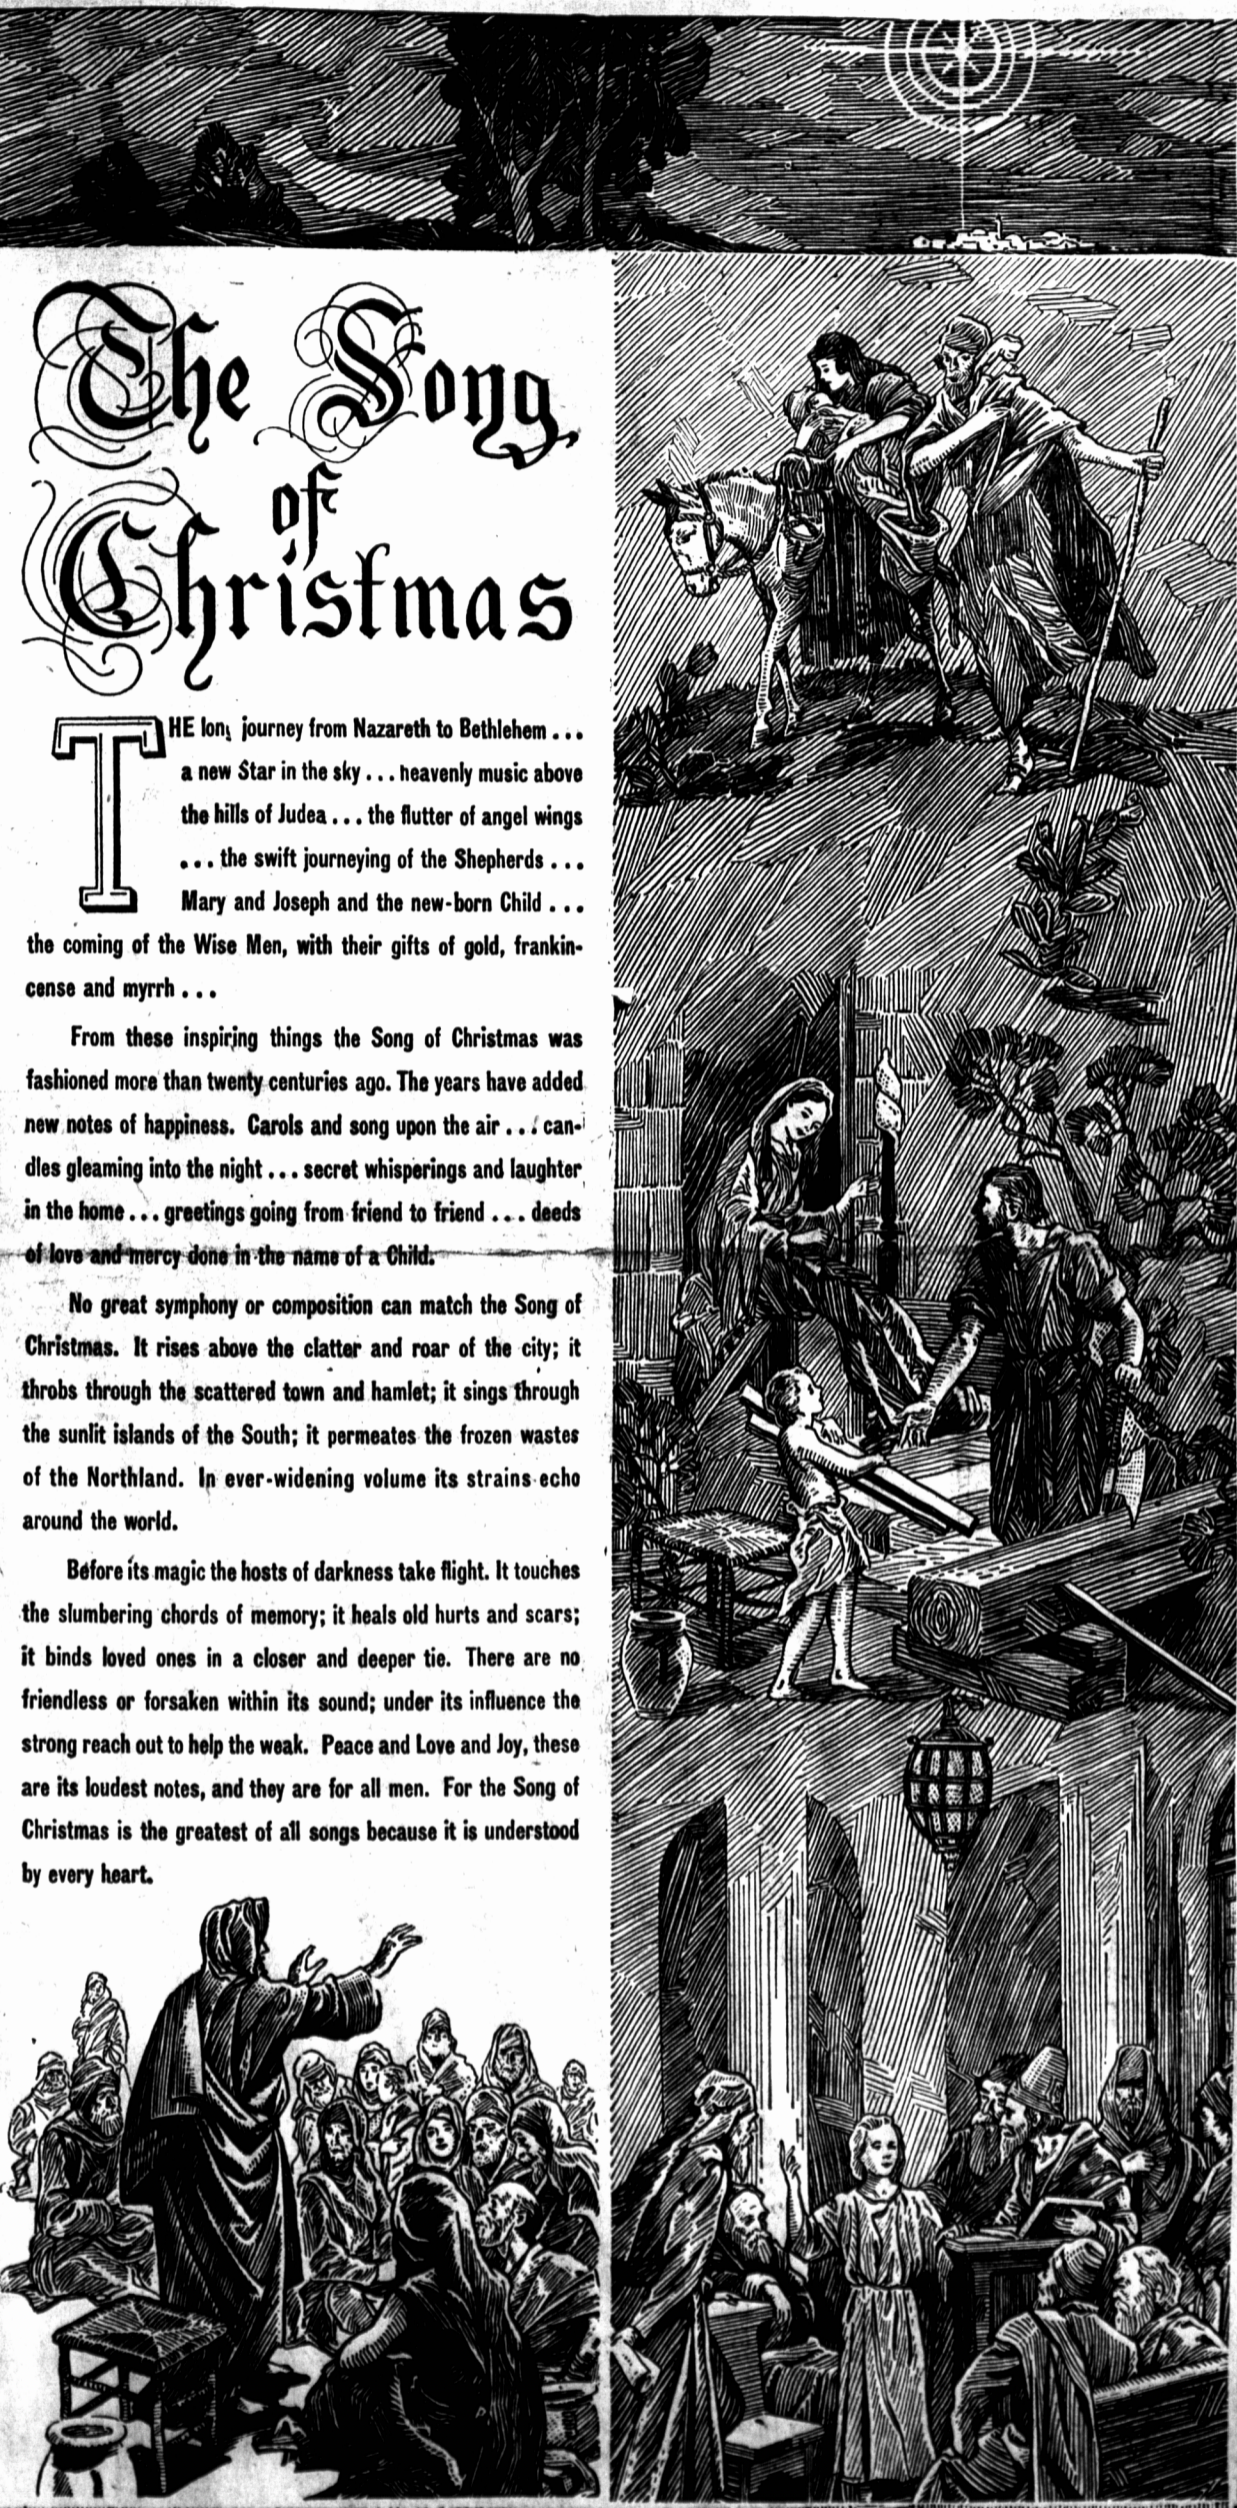 The Song
of
Christmas
THE long journey from Nazareth to Bethlehem . . .
a new Star in the sky . . . heavenly music above
the hills of Judea . . . the flutter of angel wings
. . . the swift journeying of the Shepherds . . .
Mary and Joseph and the new-born Child . . .
the coming of the Wise Men, with their gifts of gold, frankin-
cense and myrrh . . .
From these inspiring things the Song of Christmas was
fashioned more than twenty centuries ago. The years have added
new notes of happiness. Carols and song upon the air . . . can-
dles gleaming into the night . . . secret whisperings and laughter
in the home . . . greetings going from friend to friend . . . deeds
of love and mercy done in the name of a Child.
No great symphony or composition can match the Song of
Christmas. It rises above the clatter and roar of the city; it
throbs through the scattered town and hamlet; it sings through
the sunlit islands of the South; it permeates the frozen wastes
of the Northland. In ever-widening volume its strains echo
around the world.
Before its magic the hosts of darkness take flight. It touches
the slumbering chords of memory; it heals old hurts and scars;
it binds loved ones in a closer and deeper tie. There are no
friendless or forsaken within its sound; under its influence the
strong reach out to help the weak. Peace and Love and Joy, these
are its loudest notes, and they are for all men. For the Song of
Christmas is the greatest of all songs because it is understood
by every heart.